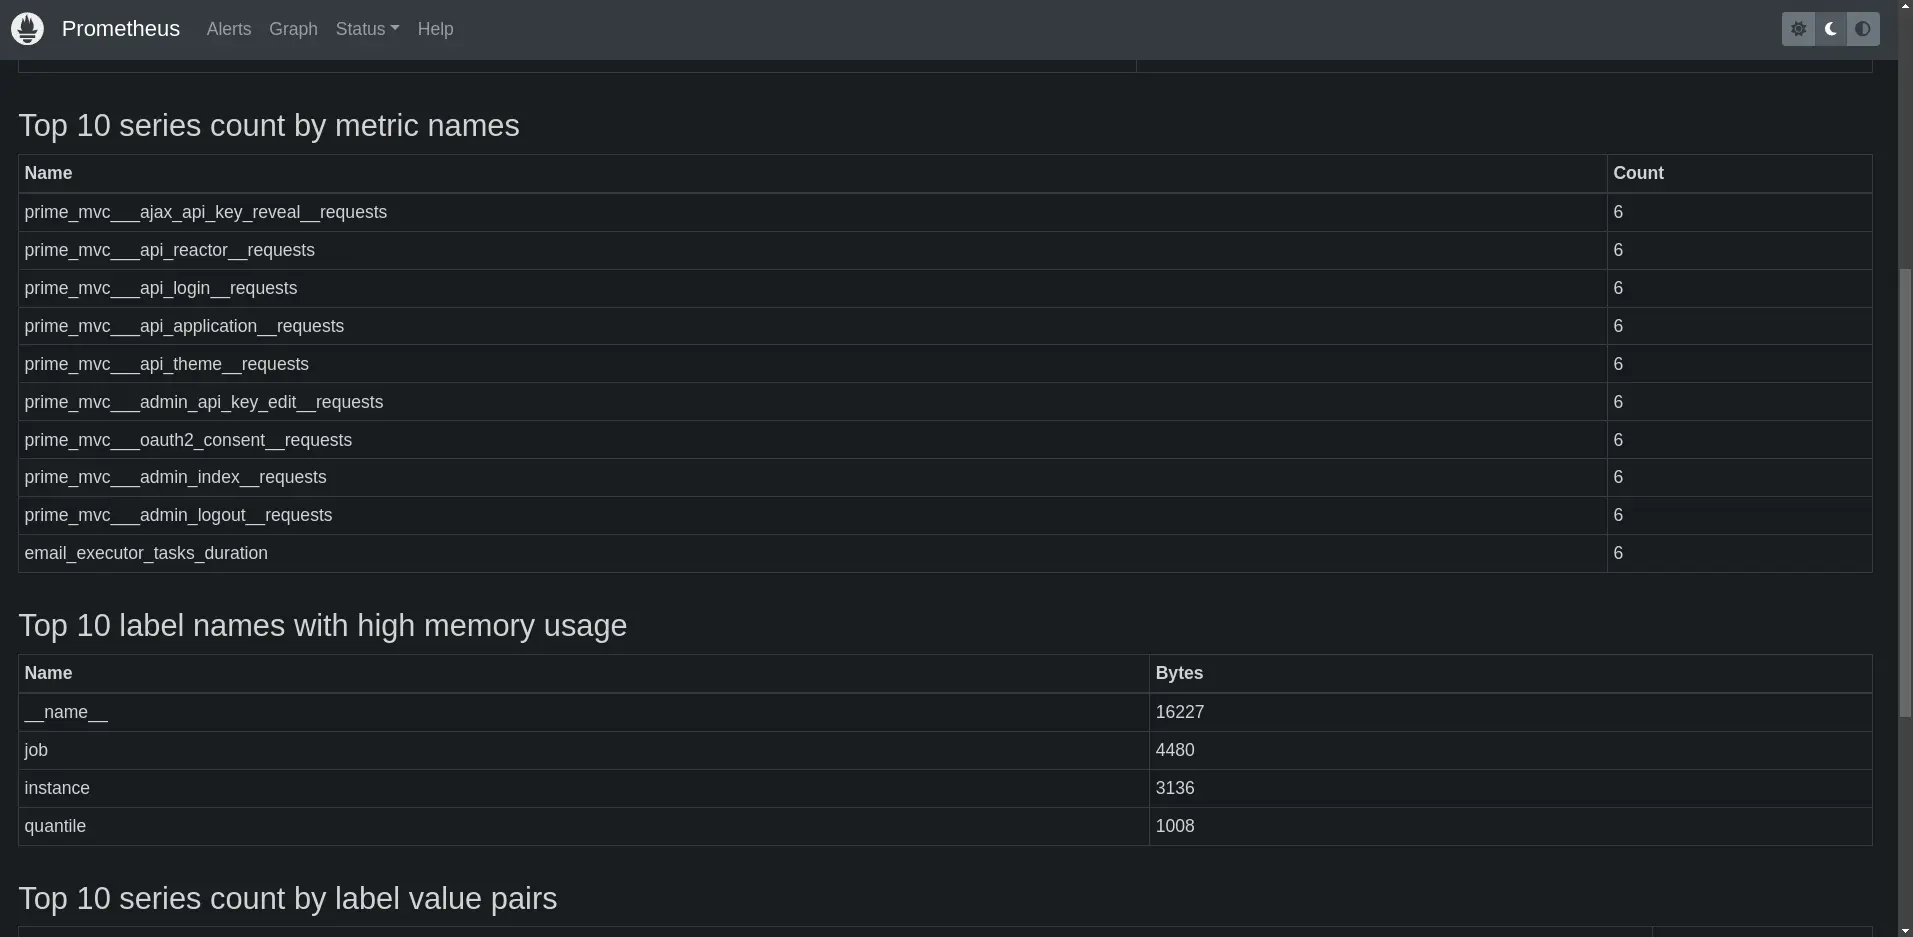 Prometheus Alerts Graph Status Help
Top 10 series count by metric names
Name Count
prime_mvc___ajax_api_key_reveal__requests 6
prime_mvc___api_reactor__requests 6
prime_mvc___api_login__requests 6
prime_mvc___api_application__requests 6
prime_mvc___api_theme__requests 6
prime_mvc___admin_api_key_edit__requests 6
prime_mvc___oauth2_consent__requests 6
prime_mvc___admin_index__requests 6
prime_mvc___admin_logout__requests 6
email_executor_tasks_duration 6
Top 10 label names with high memory usage
Name Bytes
__name__ 16227
job 4480
instance 3136
quantile 1008
Top 10 series count by label value pairs